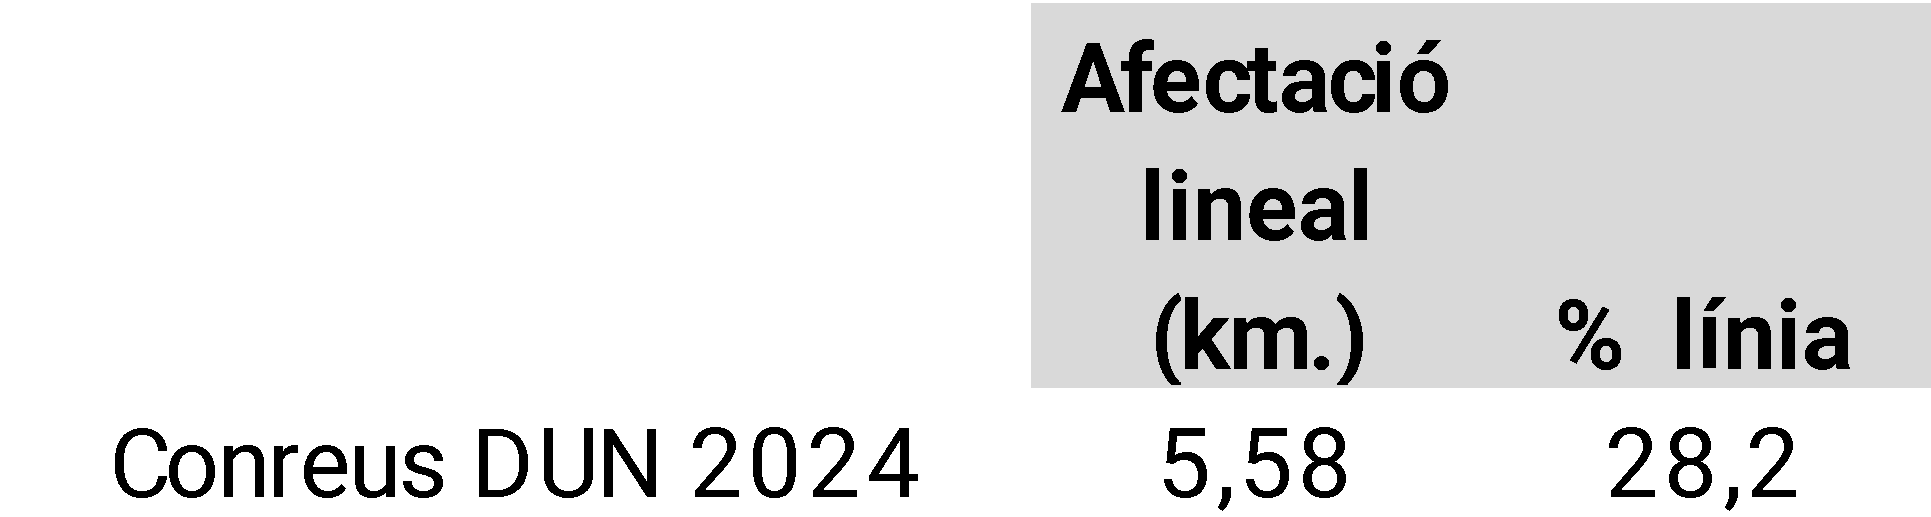 Afectació
lineal
(km.) % línia
Conreus DUN 2024 5,58 28,2